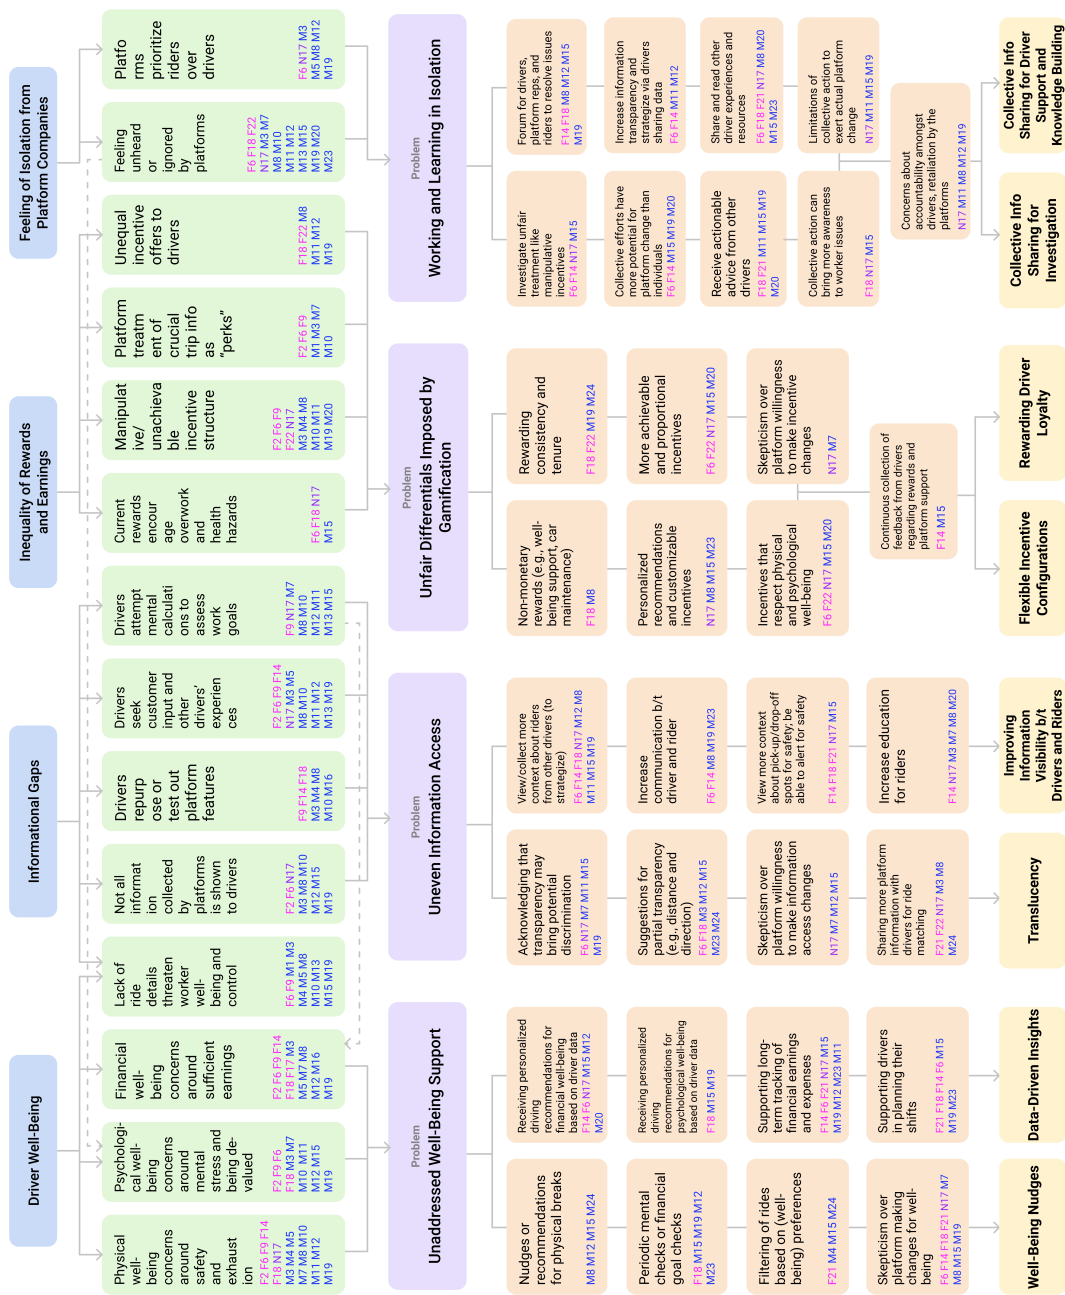 Driver Well-Being
Informational Gaps
Inequality of Rewards
and Earnings
Feeling of Isolation from
Platform Companies
Physical
well-
being
concerns
around
safety
and
exhaust
ion
F2 F6 F9 F14
F18 N17
M3 M4 M5
M7 M8 M10
M11 M12
M19
Psychologi-
cal well-
being
concerns
around
mental
stress and
being de-
valued
F2 F9 F6
F18 M3 M7
M10 M11
M12 M15
M19
Financial
well-
being
concerns
around
sufficient
earnings
F2 F6 F9 F14
F18 F17 M3
M5 M7 M8
M12 M16
M19
Lack of
ride
details
threaten
worker
well-
being and
control
F6 F9 M1 M3
M4 M5 M8
M10 M13
M15 M19
Not all
informat
ion
collected
by
platforms
is shown
to drivers
F2 F6 N17
M3 M8 M10
M12 M15
M19
Drivers
repurp
ose or
test out
platform
features
F9 F14 F18
M3 M4 M8
M10 M16
Drivers
seek
customer
input and
other
drivers'
experien
ces
F2 F6 F9 F14
N17 M3 M5
M8 M10
M11 M12
M13 M19
Drivers
attempt
mental
calculati
ons to
assess
work
goals
F9 N17 M7
M8 M10
M12 M11
M13 M15
Current
rewards
encour
age
overwork
and
health
hazards
F6 F18 N17
M15
Manipulat
ive/
unachieva
ble
incentive
structure
F2 F6 F9
F22 N17
M3 M4 M8
M10 M11
M19 M20
Platform
treatm
ent of
crucial
trip info
as
“perks”
F2 F6 F9
M1 M3 M7
M10
Unequal
incentive
offers to
drivers
F18 F22 M8
M11 M12
M19
Feeling
unheard
or
ignored
by
platforms
F6 F18 F22
N17 M3 M7
M8 M10
M11 M12
M13 M15
M19 M20
M23
Platfo
rms
prioritize
riders
over
drivers
F6 N17 M3
M5 M8 M12
M19
Problem
Unaddressed Well-Being Support
Problem
Uneven Information Access
Problem
Unfair Differentials Imposed by
Gamification
Problem
Working and Learning in Isolation
Nudges or
recommendations
for physical breaks
M8 M12 M15 M24
Receiving personalized
driving
recommendations for
financial well-being
based on driver data
F14 F6 N17 M15 M12
M20
Periodic mental
checks or financial
goal checks
F18 M15 M19 M12
M23
Receiving personalized
driving
recommendations for
psychological well-being
based on driver data
F18 M15 M19
Filtering of rides
based on (well-
being) preferences
F21 M4 M15 M24
Supporting long-
term tracking of
financial earnings
and expenses
F14 F6 F21 N17 M15
M19 M12 M23 M11
Skepticism over
platform making
changes for well-
being
F6 F14 F18 F21 N17 M7
M8 M15 M19
Supporting drivers
in planning their
shifts
F21 F18 F14 F6 M15
M19 M23
Well-Being Nudges
Data-Driven Insights
Acknowledging that
transparency may
bring potential
discrimination
F6 N17 M7 M11 M15
M19
View/collect more
context about riders
from other drivers (to
strategize)
F6 F14 F18 N17 M12 M8
M11 M15 M19
Suggestions for
partial transparency
(e.g., distance and
direction)
F6 F18 M3 M12 M15
M23 M24
Increase
communication b/t
driver and rider
F6 F14 M8 M19 M23
Skepticism over
platform willingness
to make information
access changes
N17 M7 M12 M15
View more context
about pick-up/drop-off
spots for safety; be
able to alert for safety
F14 F18 F21 N17 M15
Sharing more platform
information with
drivers for ride
matching
F21 F22 N17 M3 M8
M24
Increase education
for riders
F14 N17 M3 M7 M8 M20
Translucency
Improving
Information
Visibility b/t
Drivers and Riders
Non-monetary
rewards (e.g., well-
being support, car
maintenance)
F18 M8
Rewarding
consistency and
tenure
F18 F22 M19 M24
Personalized
recommendations
and customizable
incentives
N17 M8 M15 M23
More achievable
and proportional
incentives
F6 F22 N17 M15 M20
Incentives that
respect physical
and psychological
well-being
F6 F22 N17 M15 M20
Skepticism over
platform willingness
to make incentive
changes
N17 M7
Continuous collection of
feedback from drivers
regarding rewards and
platform support
F14 M15
Flexible Incentive
Configurations
Rewarding Driver
Loyalty
Investigate unfair
treatment like
manipulative
incentives
F6 F14 N17 M15
Forum for drivers,
platform reps, and
riders to resolve issues
F14 F18 M8 M12 M15
M19
Collective efforts have
more potential for
platform change than
individuals
F6 F14 M15 M19 M20
Increase information
transparency and
strategize via drivers
sharing data
F6 F14 M11 M12
Receive actionable
advice from other
drivers
F18 F21 M11 M15 M19
M20
Share and read other
driver experiences and
resources
F6 F18 F21 N17 M8 M20
M15 M23
Collective action can
bring more awareness
to worker issues
F18 N17 M15
Limitations of
collective action to
exert actual platform
change
N17 M11 M15 M19
Concerns about
accountability amongst
drivers, retaliation by the
platforms
N17 M11 M8 M12 M19
Collective Info
Sharing for
Investigation
Collective Info
Sharing for Driver
Support and
Knowledge Building